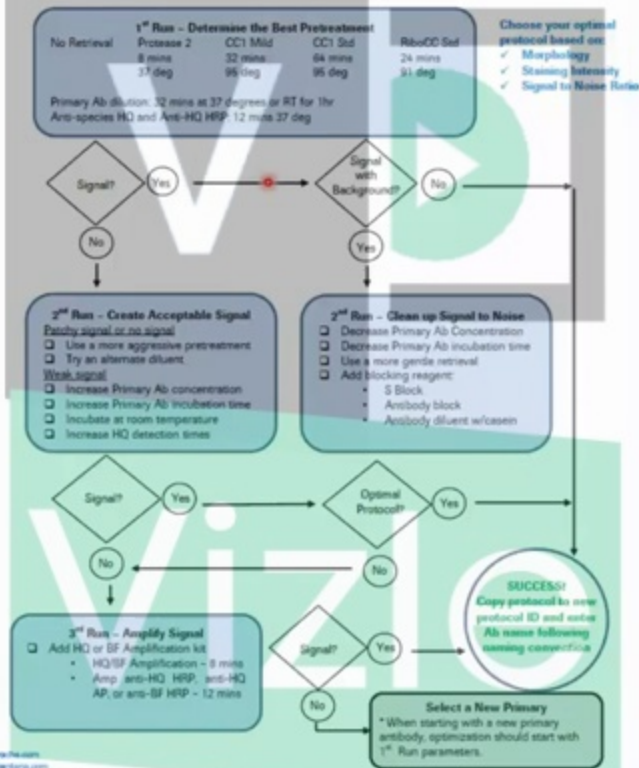 1st Run – Determine the Best Pretreatment
No Retrieval Protease 2 CC1 Mild CC1 Std RiboCC Std
8 mins 32 mins 64 mins 24 mins
37 deg 95 deg 95 deg 91 deg
Primary Ab dilution: 32 mins at 37 degrees or RT for 1hr
Anti-species HQ and Anti-HQ HRP: 12 mins 37 deg
Choose your optimal
protocol based on:
✓ Morphology
✓ Staining Intensity
✓ Signal to Noise Ratio
Signal?
Yes
Signal
with
Background?
No
No
Yes
2nd Run – Create Acceptable Signal
Patchy signal or no signal
❑ Use a more aggressive pretreatment
❑ Try an alternate diluent
Weak signal
❑ Increase Primary Ab concentration
❑ Increase Primary Ab incubation time
❑ Incubate at room temperature
❑ Increase HQ detection times
2nd Run – Clean up Signal to Noise
❑ Decrease Primary Ab Concentration
❑ Decrease Primary Ab incubation time
❑ Use a more gentle retrieval
❑ Add blocking reagent:
• S Block
• Antibody block
• Antibody diluent w/casein
Signal?
Yes
Optimal
Protocol?
Yes
No
No
3rd Run – Amplify Signal
❑ Add HQ or BF Amplification kit
• HQ/BF Amplification – 8 mins
• Amp anti-HQ HRP, anti-HQ
AP, or anti-BF HRP – 12 mins
Signal?
Yes
No
SUCCESS!
Copy protocol to new
protocol ID and enter
Ab name following
naming convention
Select a New Primary
*When starting with a new primary
antibody, optimization should start with
1st Run parameters.
Vizle